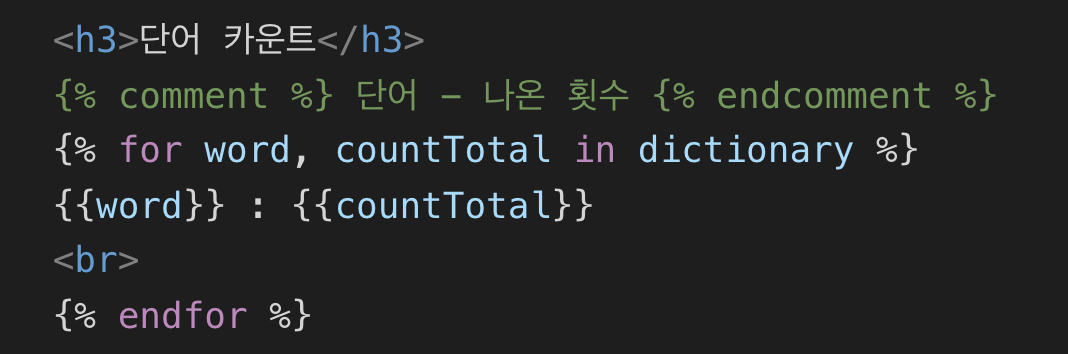 <h3>단어 카운트</h3>
{% comment %} 단어 - 나온 횟수 {% endcomment %}
{% for word, countTotal in dictionary %}
{{word}} : {{countTotal}}
<br>
{% endfor %}